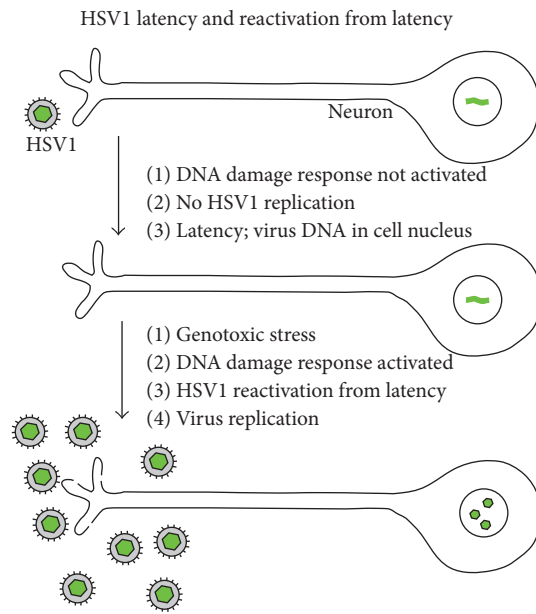 HSV1 latency and reactivation from latency
Neuron
HSV1
(1) DNA damage response not activated
(2) No HSV1 replication
(3) Latency; virus DNA in cell nucleus
(1) Genotoxic stress
(2) DNA damage response activated
(3) HSV1 reactivation from latency
(4) Virus replication